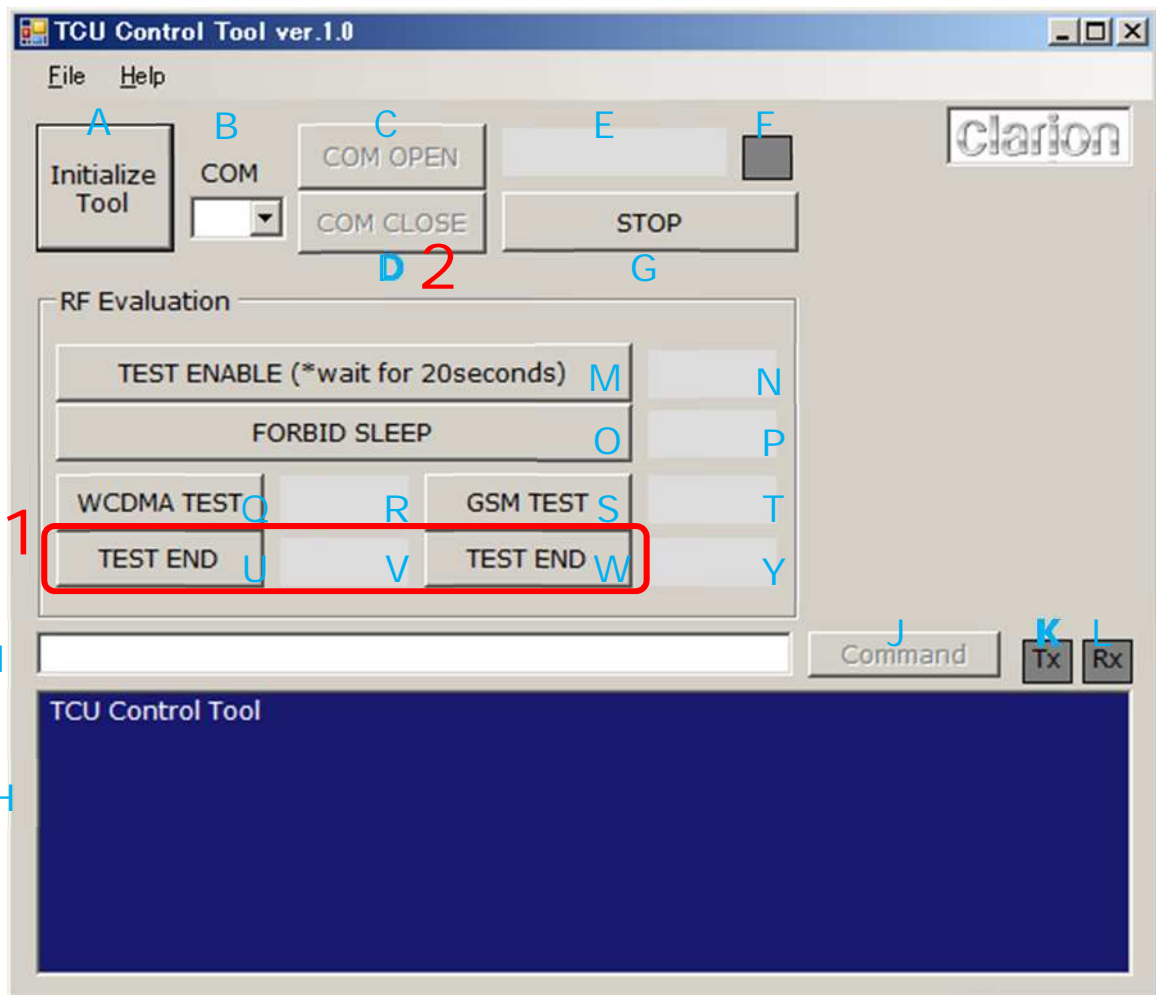 TCU Control Tool ver.1.0
File Help
A B C E F
Initialize Tool
COM
COM OPEN
clarion
COM CLOSE
STOP
D 2 G
RF Evaluation
TEST ENABLE (*wait for 20seconds) M N
FORBID SLEEP O P
WCDMA TEST Q R GSM TEST S T
1
TEST END U V TEST END W Y
J K L
Command Tx Rx
TCU Control Tool
H